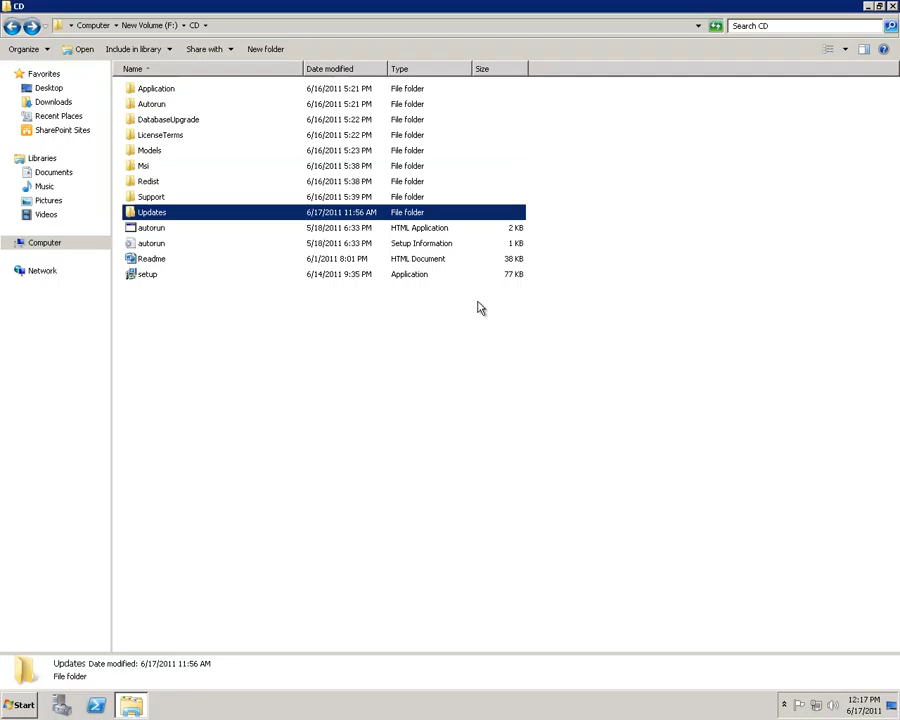 CD
Computer New Volume (F:) CD Search CD
Organize Open Include in library Share with New folder
Favorites
Desktop
Downloads
Recent Places
SharePoint Sites
Libraries
Documents
Music
Pictures
Videos
Computer
Network
Name Date modified Type Size
Application 6/16/2011 5:21 PM File folder
Autorun 6/16/2011 5:21 PM File folder
DatabaseUpgrade 6/16/2011 5:22 PM File folder
LicenseTerms 6/16/2011 5:22 PM File folder
Models 6/16/2011 5:23 PM File folder
Msi 6/16/2011 5:38 PM File folder
Redist 6/16/2011 5:38 PM File folder
Support 6/16/2011 5:39 PM File folder
Updates 6/17/2011 11:56 AM File folder
autorun 5/18/2011 6:33 PM HTML Application 2 KB
autorun 5/18/2011 6:33 PM Setup Information 1 KB
Readme 6/1/2011 8:01 PM HTML Document 38 KB
setup 6/14/2011 9:35 PM Application 77 KB
Updates Date modified: 6/17/2011 11:56 AM
File folder
Start 12:17 PM
6/17/2011